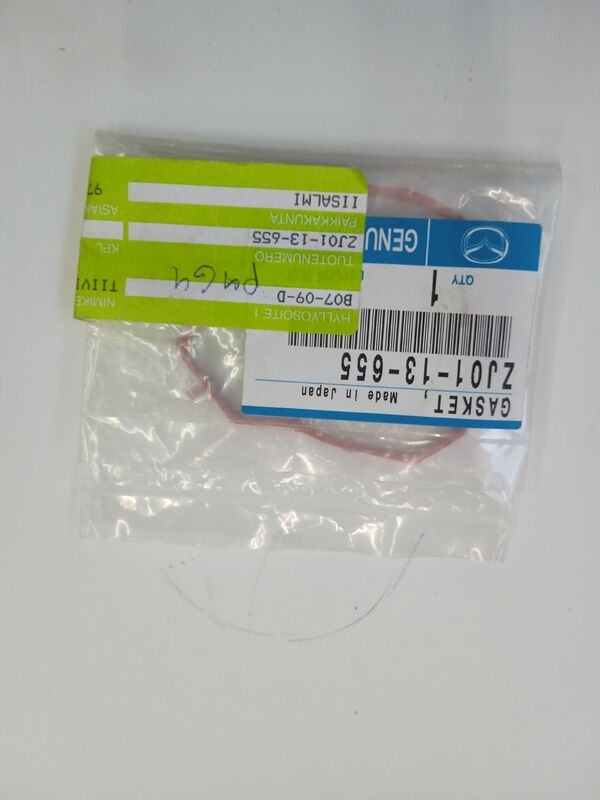 GASKET, Made in Japan
ZJ01-13-655
QTY
1
GENU
HYLLYOSOITE 1
B07-09-D
NIMIKE
TIIVI
TUOTENUMERO
ZJ01-13-655
KPL
PAIKKAKUNTA
IISALMI
ASIAK
97